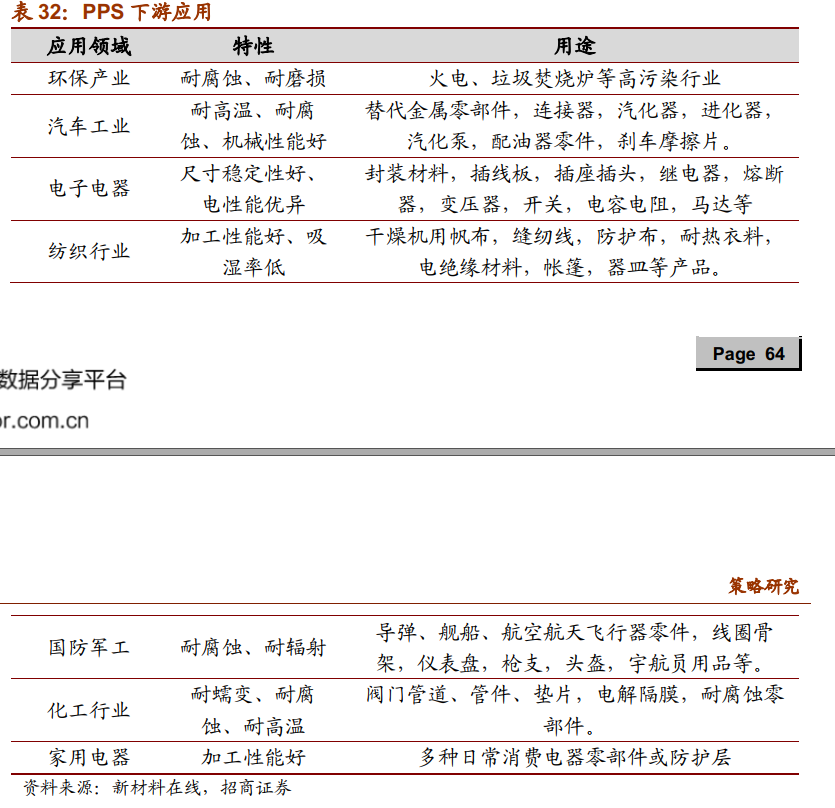 表 32：PPS 下游应用
应用领域 特性 用途
环保产业 耐腐蚀、耐磨损 火电、垃圾焚烧炉等高污染行业
汽车工业 耐高温、耐腐蚀、机械性能好 替代金属零部件，连接器，汽化器，进化器，
汽化泵，配油器零件，刹车摩擦片。
电子电器 尺寸稳定性好、电性能优异 封装材料，插线板，插座插头，继电器，熔断
器，变压器，开关，电容电阻，马达等
纺织行业 加工性能好、吸湿率低 干燥机用帆布，缝纫线，防护布，耐热衣料，
电绝缘材料，帐篷，器皿等产品。
Page 64
数据分享平台
or.com.cn
策略研究
国防军工 耐腐蚀、耐辐射 导弹、舰船、航空航天飞行器零件，线圈骨
架，仪表盘，枪支，头盔，宇航员用品等。
化工行业 耐蠕变、耐腐蚀、耐高温 阀门管道、管件、垫片，电解隔膜，耐腐蚀零
部件。
家用电器 加工性能好 多种日常消费电器零部件或防护层
资料来源：新材料在线，招商证券